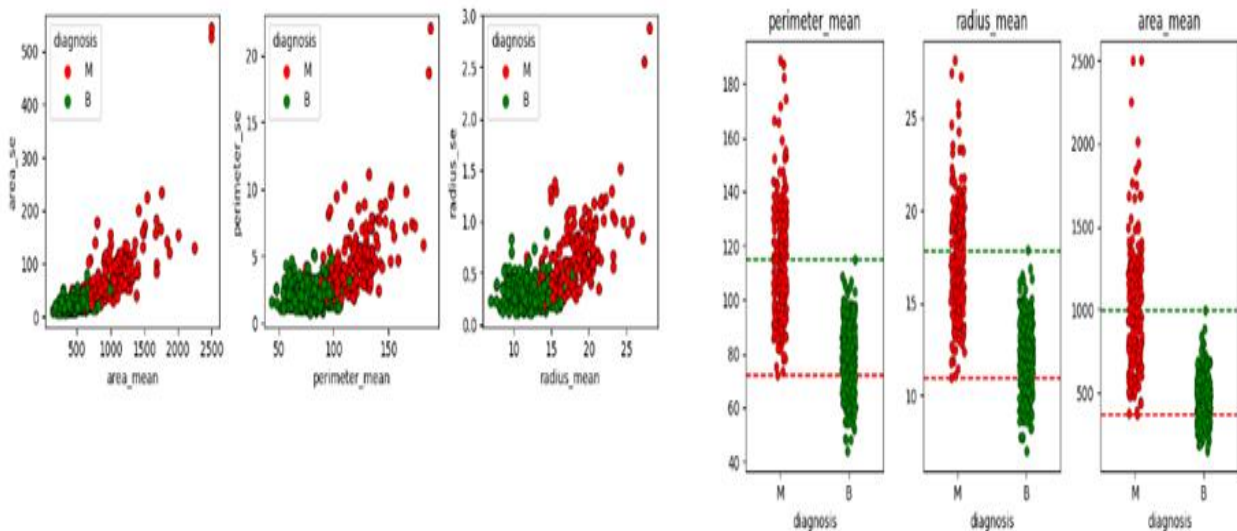 area_se
500
400
300
200
100
0
diagnosis
M
B
500 1000 1500 2000 2500
area_mean
perimeter_se
20
15
10
5
0
diagnosis
M
B
50 100 150
perimeter_mean
radius_se
3.0
2.5
2.0
1.5
1.0
0.5
0.0
diagnosis
M
B
10 15 20 25
radius_mean
perimeter_mean
180
160
140
120
100
80
60
40
M B
diagnosis
radius_mean
25
20
15
10
M B
diagnosis
area_mean
2500
2000
1500
1000
500
M B
diagnosis